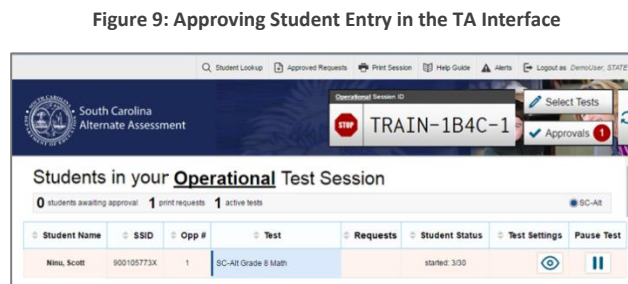 Figure 9: Approving Student Entry in the TA Interface
Student Lookup Approved Requests Print Session Help Guide Alerts Logout as DemoUser, STATE
South Carolina
Alternate Assessment
Operational Session ID
STOP TRAIN-1B4C-1
Select Tests
Approvals 1
Students in your Operational Test Session
0 students awaiting approval 1 print requests 1 active tests SC-Alt
Student Name SSID Opp # Test Requests Student Status Test Settings Pause Test
Ninu, Scott 900105773X 1 SC-Alt Grade 8 Math started: 3/30